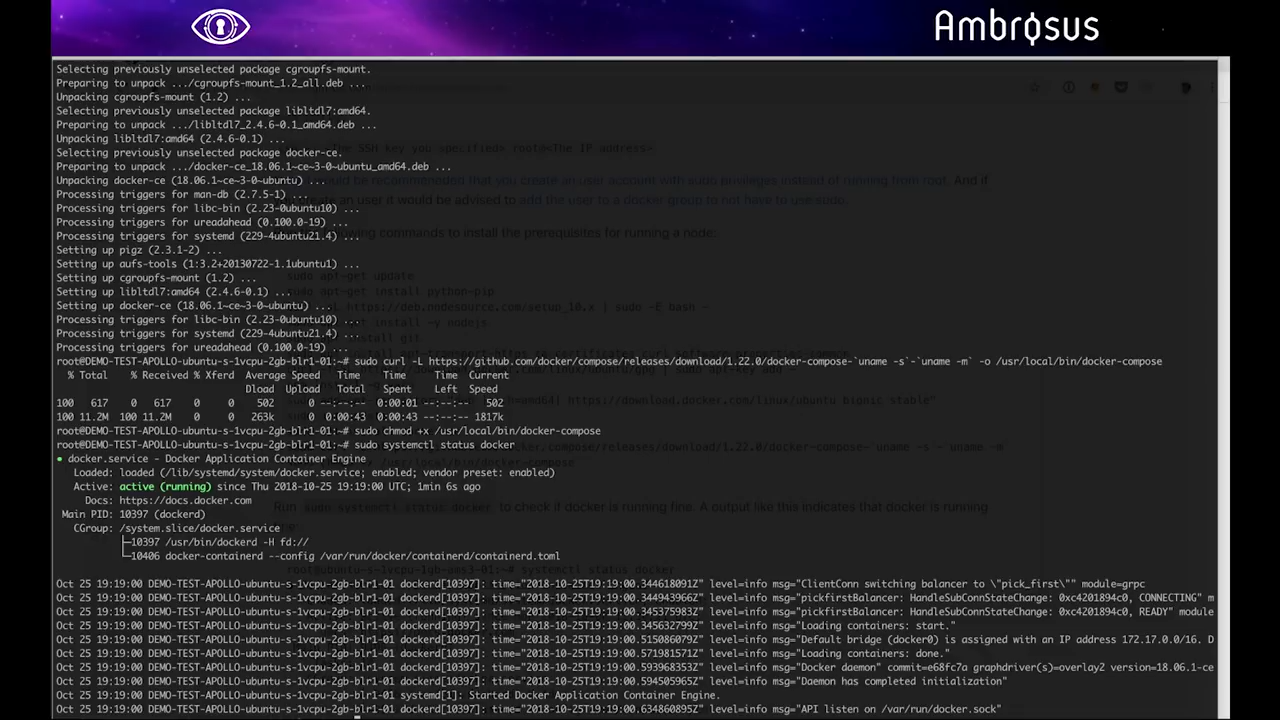 Ambrosus
Selecting previously unselected package cgroupfs-mount.
Preparing to unpack .../cgroupfs-mount_1.2_all.deb ...
Unpacking cgroupfs-mount (1.2) ...
Selecting previously unselected package libltdl7:amd64.
Preparing to unpack .../libltdl7_2.4.6-0.1_amd64.deb ...
Unpacking libltdl7:amd64 (2.4.6-0.1) ...
Selecting previously unselected package docker-ce.
Preparing to unpack .../docker-ce_18.06.1~ce~3-0~ubuntu_amd64.deb ...
Unpacking docker-ce (18.06.1~ce~3-0~ubuntu) ...
Processing triggers for man-db (2.7.5-1) ...
Processing triggers for libc-bin (2.23-0ubuntu10) ...
Processing triggers for ureadahead (0.100.0-19) ...
Processing triggers for systemd (229-4ubuntu21.4) ...
Setting up pigz (2.3.1-2) ...
Setting up aufs-tools (1:3.2+20130722-1.1ubuntu1) ...
Setting up cgroupfs-mount (1.2) ...
Setting up libltdl7:amd64 (2.4.6-0.1) ...
Setting up docker-ce (18.06.1~ce~3-0~ubuntu) ...
Processing triggers for libc-bin (2.23-0ubuntu10) ...
Processing triggers for systemd (229-4ubuntu21.4) ...
Processing triggers for ureadahead (0.100.0-19) ...
root@DEMO-TEST-APOLLO-ubuntu-s-1vcpu-2gb-blr1-01:~# sudo curl -L https://github.com/docker/compose/releases/download/1.22.0/docker-compose-`uname -s`-`uname -m` -o /usr/local/bin/docker-compose
% Total % Received % Xferd Average Speed Time Time Time Current
Dload Upload Total Spent Left Speed
100 617 0 617 0 0 502 0 --:--:-- 0:00:01 --:--:-- 502
100 11.2M 100 11.2M 0 0 263k 0 0:00:43 0:00:43 --:--:-- 1817k
root@DEMO-TEST-APOLLO-ubuntu-s-1vcpu-2gb-blr1-01:~# sudo chmod +x /usr/local/bin/docker-compose
root@DEMO-TEST-APOLLO-ubuntu-s-1vcpu-2gb-blr1-01:~# sudo systemctl status docker
● docker.service - Docker Application Container Engine
Loaded: loaded (/lib/systemd/system/docker.service; enabled; vendor preset: enabled)
Active: active (running) since Thu 2018-10-25 19:19:00 UTC; 1min 6s ago
Docs: https://docs.docker.com
Main PID: 10397 (dockerd)
CGroup: /system.slice/docker.service
├─10397 /usr/bin/dockerd -H fd://
└─10406 docker-containerd --config /var/run/docker/containerd/containerd.toml
Oct 25 19:19:00 DEMO-TEST-APOLLO-ubuntu-s-1vcpu-2gb-blr1-01 dockerd[10397]: time="2018-10-25T19:19:00.344618091Z" level=info msg="ClientConn switching balancer to \"pick_first\"" module=grpc
Oct 25 19:19:00 DEMO-TEST-APOLLO-ubuntu-s-1vcpu-2gb-blr1-01 dockerd[10397]: time="2018-10-25T19:19:00.344943966Z" level=info msg="pickfirstBalancer: HandleSubConnStateChange: 0xc4201894c0, CONNECTING" m
Oct 25 19:19:00 DEMO-TEST-APOLLO-ubuntu-s-1vcpu-2gb-blr1-01 dockerd[10397]: time="2018-10-25T19:19:00.345375983Z" level=info msg="pickfirstBalancer: HandleSubConnStateChange: 0xc4201894c0, READY" module
Oct 25 19:19:00 DEMO-TEST-APOLLO-ubuntu-s-1vcpu-2gb-blr1-01 dockerd[10397]: time="2018-10-25T19:19:00.345632799Z" level=info msg="Loading containers: start."
Oct 25 19:19:00 DEMO-TEST-APOLLO-ubuntu-s-1vcpu-2gb-blr1-01 dockerd[10397]: time="2018-10-25T19:19:00.515086079Z" level=info msg="Default bridge (docker0) is assigned with an IP address 172.17.0.0/16. D
Oct 25 19:19:00 DEMO-TEST-APOLLO-ubuntu-s-1vcpu-2gb-blr1-01 dockerd[10397]: time="2018-10-25T19:19:00.571981571Z" level=info msg="Loading containers: done."
Oct 25 19:19:00 DEMO-TEST-APOLLO-ubuntu-s-1vcpu-2gb-blr1-01 dockerd[10397]: time="2018-10-25T19:19:00.593968353Z" level=info msg="Docker daemon" commit=e68fc7a graphdriver(s)=overlay2 version=18.06.1-ce
Oct 25 19:19:00 DEMO-TEST-APOLLO-ubuntu-s-1vcpu-2gb-blr1-01 dockerd[10397]: time="2018-10-25T19:19:00.594505965Z" level=info msg="Daemon has completed initialization"
Oct 25 19:19:00 DEMO-TEST-APOLLO-ubuntu-s-1vcpu-2gb-blr1-01 systemd[1]: Started Docker Application Container Engine.
Oct 25 19:19:00 DEMO-TEST-APOLLO-ubuntu-s-1vcpu-2gb-blr1-01 dockerd[10397]: time="2018-10-25T19:19:00.634860895Z" level=info msg="API listen on /var/run/docker.sock"